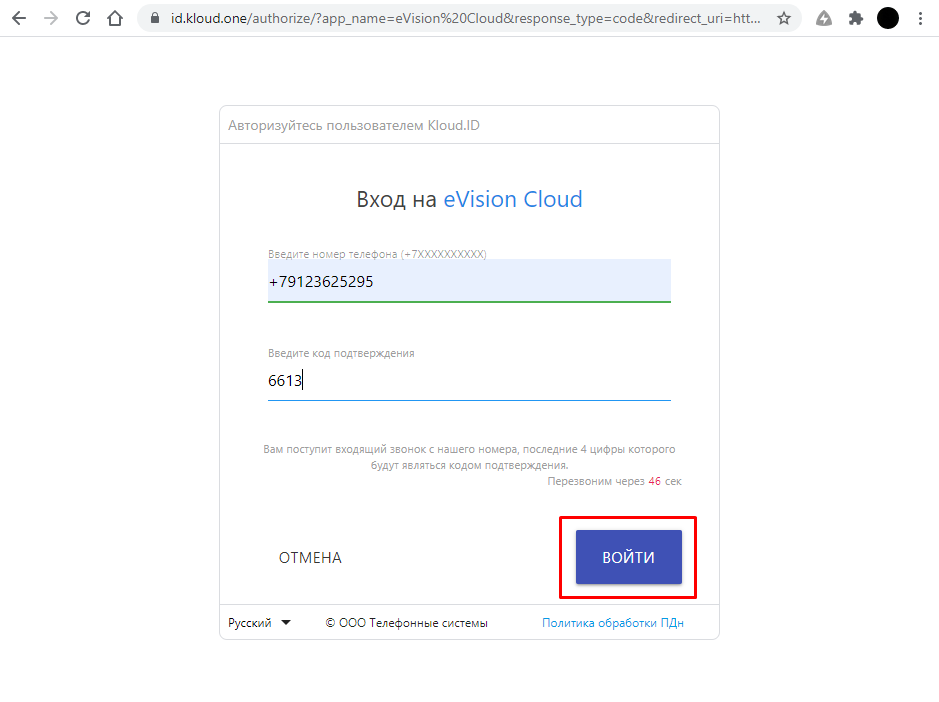 id.kloud.one/authorize/?app_name=eVision%20Cloud&response_type=code&redirect_uri=htt...
Авторизуйтесь пользователем Kloud.ID
Вход на eVision Cloud
Введите номер телефона (+7XXXXXXXXXX)
+79123625295
Введите код подтверждения
6613
Вам поступит входящий звонок с нашего номера, последние 4 цифры которого
будут являться кодом подтверждения.
Перезвоним через 46 сек
ОТМЕНА
ВОЙТИ
Русский
© ООО Телефонные системы
Политика обработки ПДн